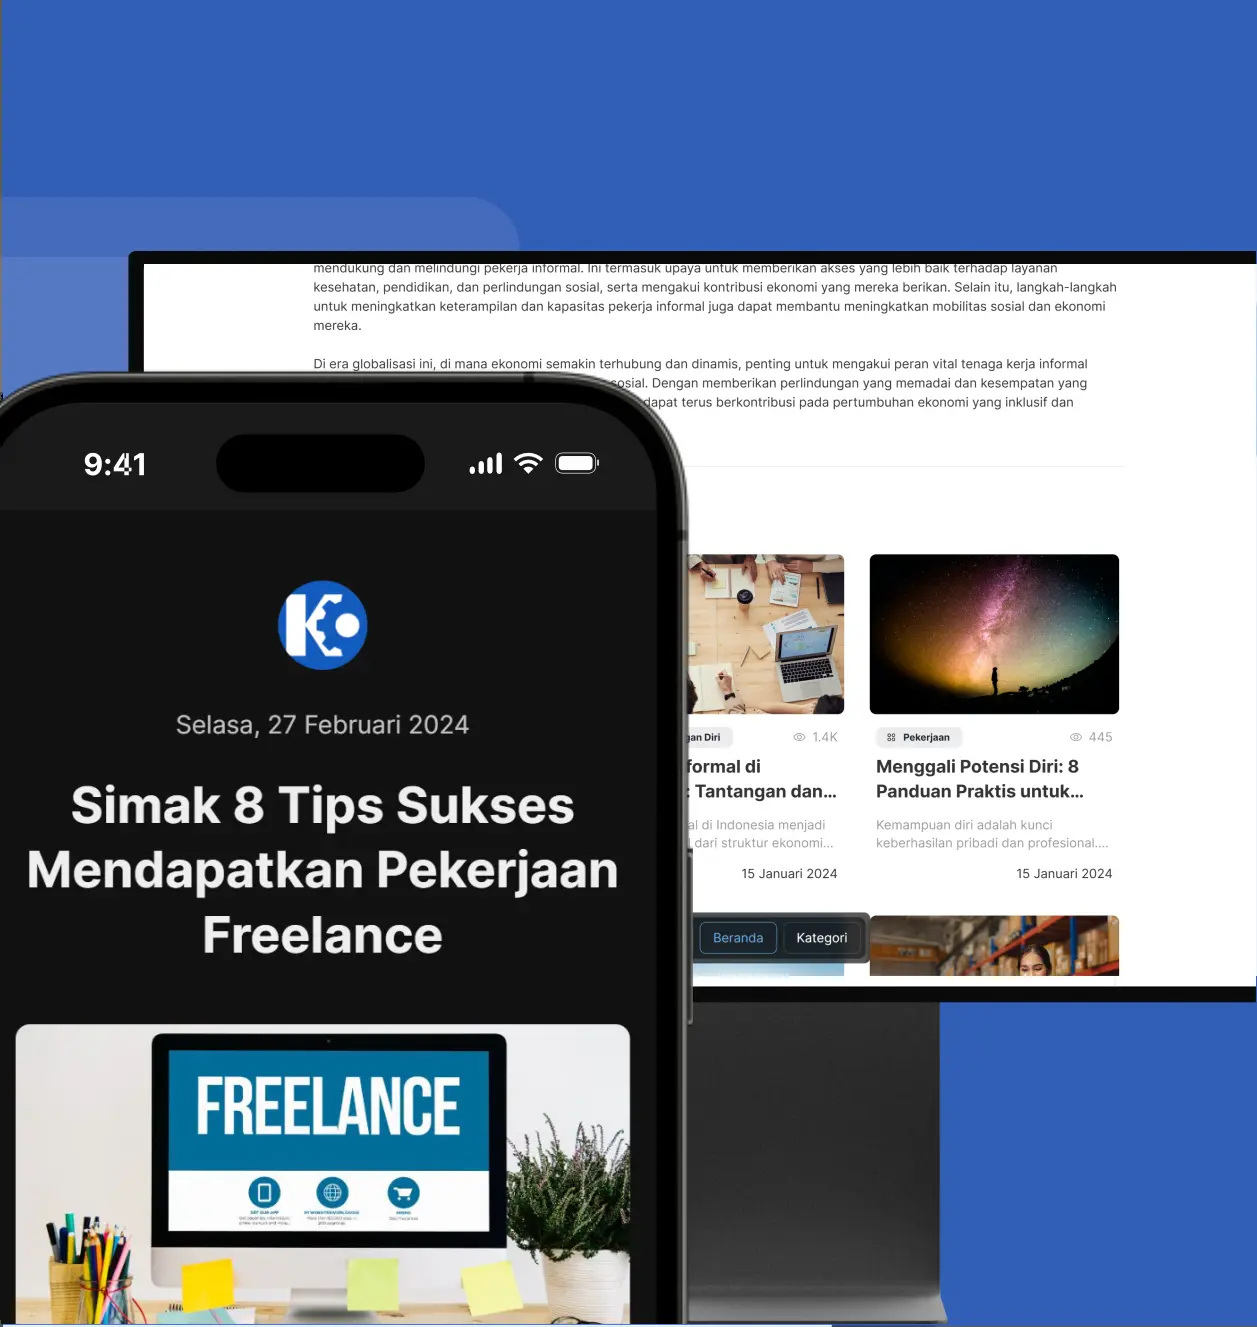 mendukung dan melindungi pekerja informal. Ini termasuk upaya untuk memberikan akses yang lebih baik terhadap layanan
kesehatan, pendidikan, dan perlindungan sosial, serta mengakui kontribusi ekonomi yang mereka berikan. Selain itu, langkah-langkah
untuk meningkatkan keterampilan dan kapasitas pekerja informal juga dapat membantu meningkatkan mobilitas sosial dan ekonomi
mereka.
Di era globalisasi ini, di mana ekonomi semakin terhubung dan dinamis, penting untuk mengakui peran vital tenaga kerja informal
sosial. Dengan memberikan perlindungan yang memadai dan kesempatan yang
dapat terus berkontribusi pada pertumbuhan ekonomi yang inklusif dan
9:41
Selasa, 27 Februari 2024
Simak 8 Tips Sukses
Mendapatkan Pekerjaan
Freelance
FREELANCE
gan Diri
1.4K
formal di
: Tantangan dan...
al di Indonesia menjadi
dari struktur ekonomi...
15 Januari 2024
Pekerjaan
445
Menggali Potensi Diri: 8
Panduan Praktis untuk...
Kemampuan diri adalah kunci
keberhasilan pribadi dan profesional....
15 Januari 2024
Beranda
Kategori